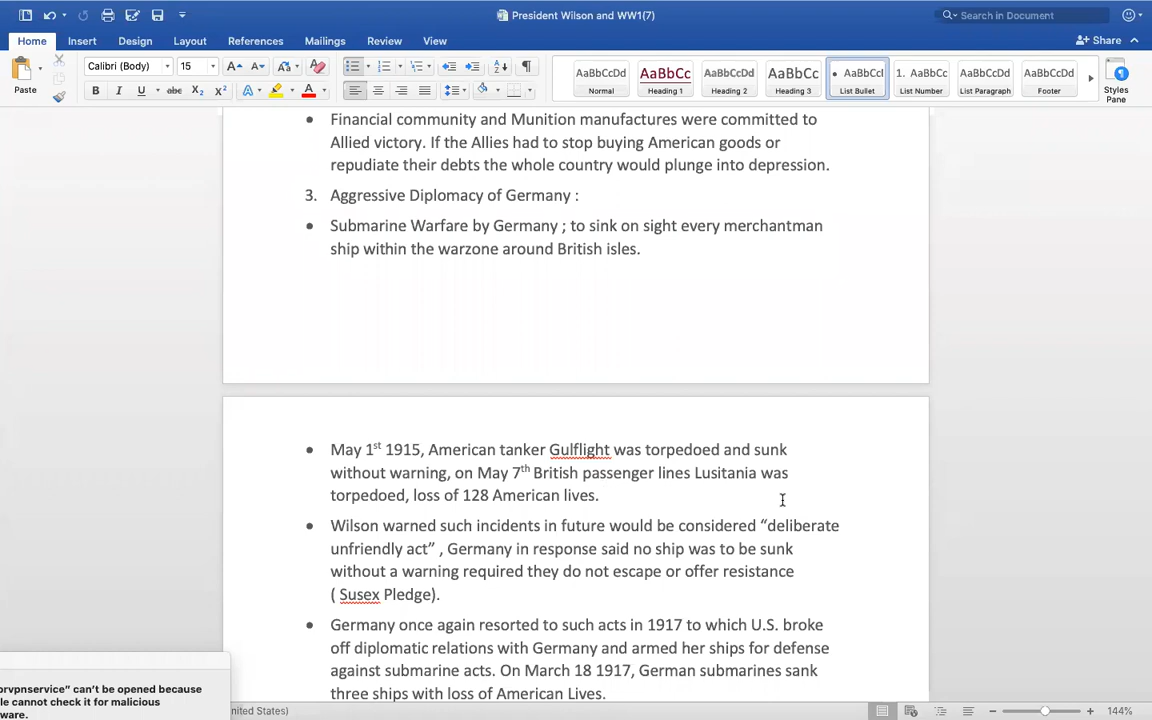 President Wilson and WW1(7)
Search in Document
Home Insert Design Layout References Mailings Review View
Share
Paste
Calibri (Body) 15
B I U abc X₂ X²
AaBbCcDd AaBbCc AaBbCcDd AaBbCc AaBbCcI 1. AaBbCc AaBbCcDd AaBbCcDd
Normal Heading 1 Heading 2 Heading 3 List Bullet List Number List Paragraph Footer
Styles
Pane
• Financial community and Munition manufactures were committed to
Allied victory. If the Allies had to stop buying American goods or
repudiate their debts the whole country would plunge into depression.
3. Aggressive Diplomacy of Germany :
• Submarine Warfare by Germany ; to sink on sight every merchantman
ship within the warzone around British isles.
• May 1st 1915, American tanker Gulflight was torpedoed and sunk
without warning, on May 7th British passenger lines Lusitania was
torpedoed, loss of 128 American lives.
• Wilson warned such incidents in future would be considered “deliberate
unfriendly act” , Germany in response said no ship was to be sunk
without a warning required they do not escape or offer resistance
( Susex Pledge).
• Germany once again resorted to such acts in 1917 to which U.S. broke
off diplomatic relations with Germany and armed her ships for defense
against submarine acts. On March 18 1917, German submarines sank
three ships with loss of American Lives.
prvpnservice” can’t be opened because
le cannot check it for malicious
ware.
nited States)
144%